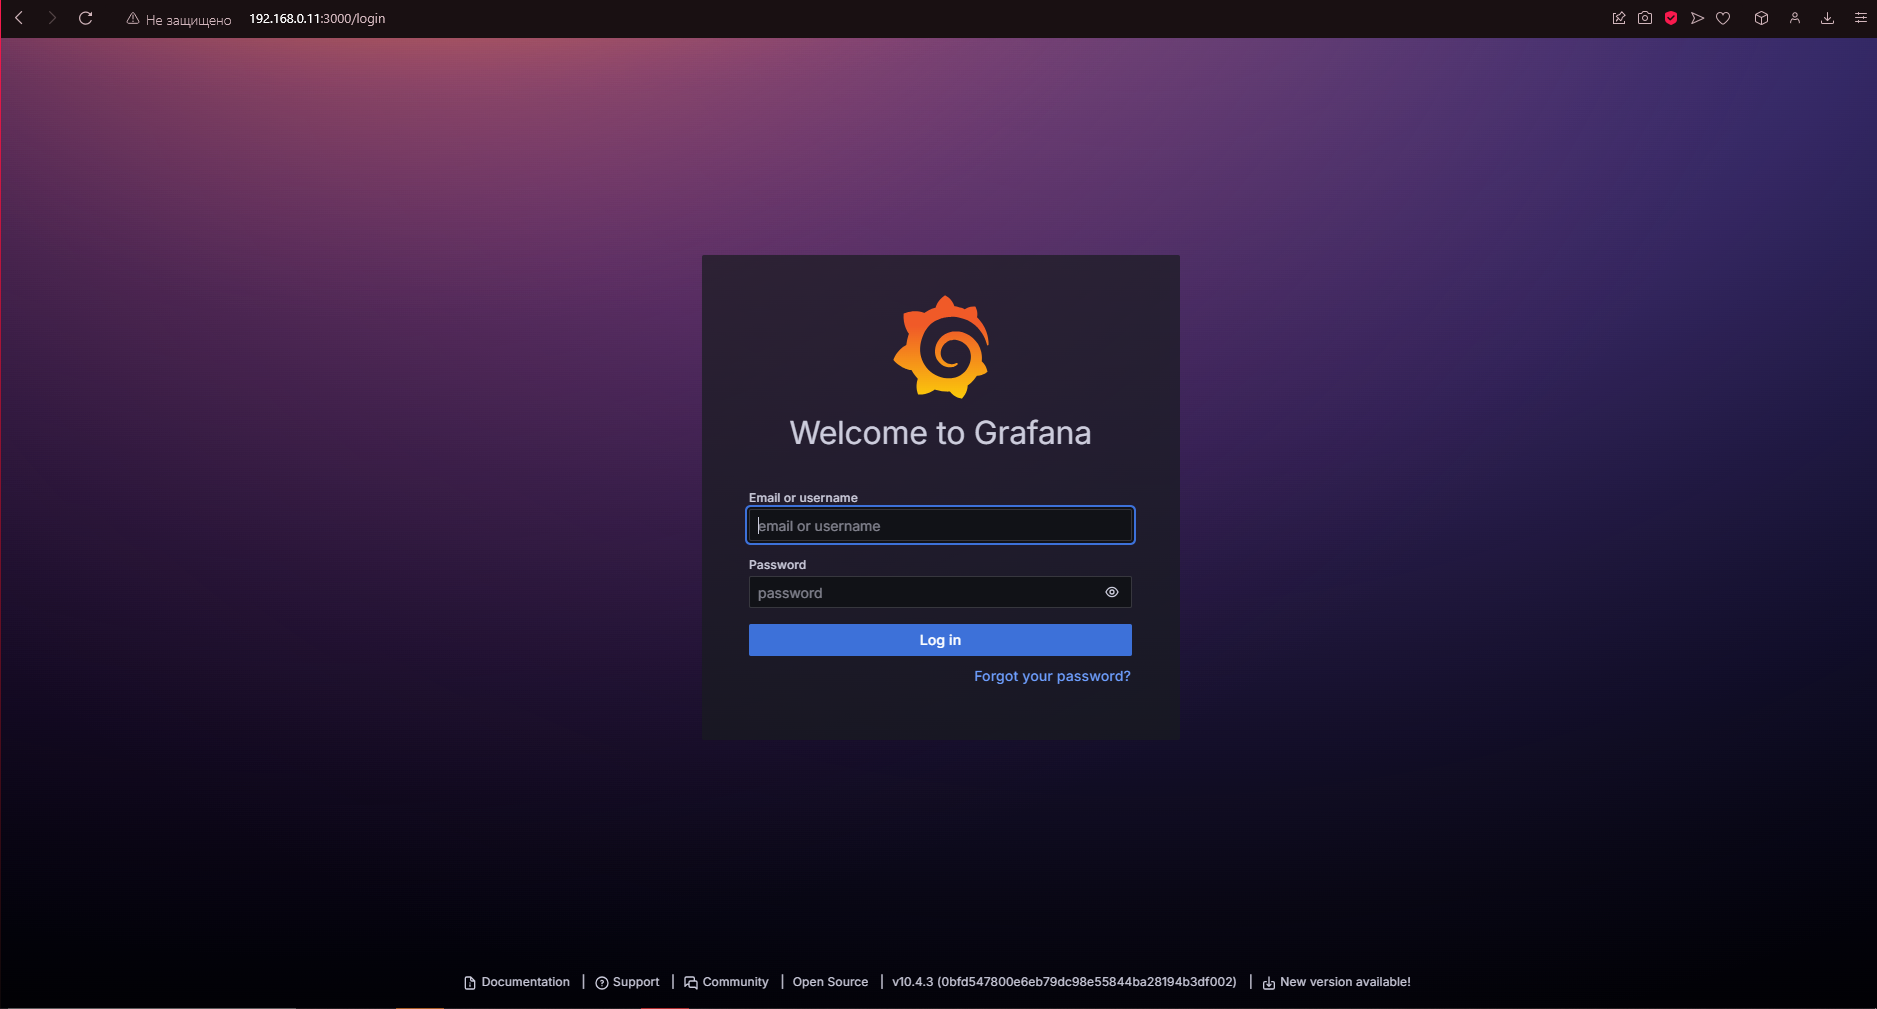 Не защищено 192.168.0.11:3000/login
Welcome to Grafana
Email or username
email or username
Password
password
Log in
Forgot your password?
Documentation | Support | Community | Open Source | v10.4.3 (0bfd547800e6eb79dc98e55844ba28194b3df002) | New version available!